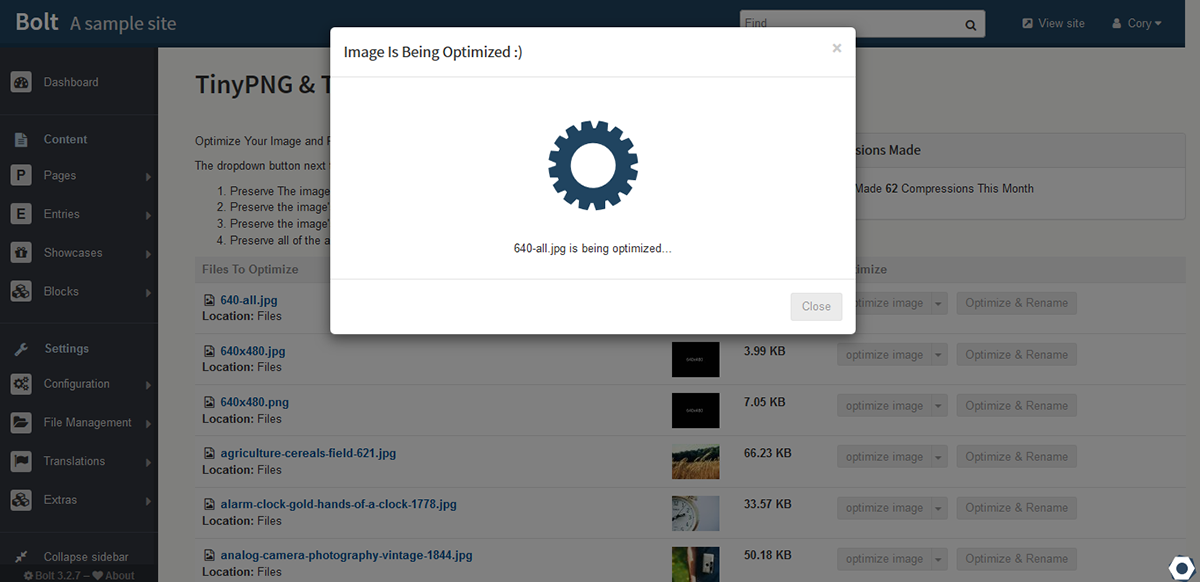 Bolt A sample site
Find
View site
Cory
Dashboard
Content
P Pages
E Entries
Showcases
Blocks
Settings
Configuration
File Management
Translations
Extras
Collapse sidebar
Bolt 3.2.7 – About
Image Is Being Optimized :)
×
640-all.jpg is being optimized...
Close
TinyPNG & T
Optimize Your Image and
The dropdown button next
1. Preserve The image
2. Preserve the image'
3. Preserve the image'
4. Preserve all of the a
sions Made
Made 62 Compressions This Month
Files To Optimize
imize
640-all.jpg
Location: Files
optimize image
Optimize & Rename
640x480.jpg
Location: Files
640x480
3.99 KB
optimize image
Optimize & Rename
640x480.png
Location: Files
640x480
7.05 KB
optimize image
Optimize & Rename
agriculture-cereals-field-621.jpg
Location: Files
66.23 KB
optimize image
Optimize & Rename
alarm-clock-gold-hands-of-a-clock-1778.jpg
Location: Files
33.57 KB
optimize image
Optimize & Rename
analog-camera-photography-vintage-1844.jpg
Location: Files
50.18 KB
optimize image
Optimize & Rename